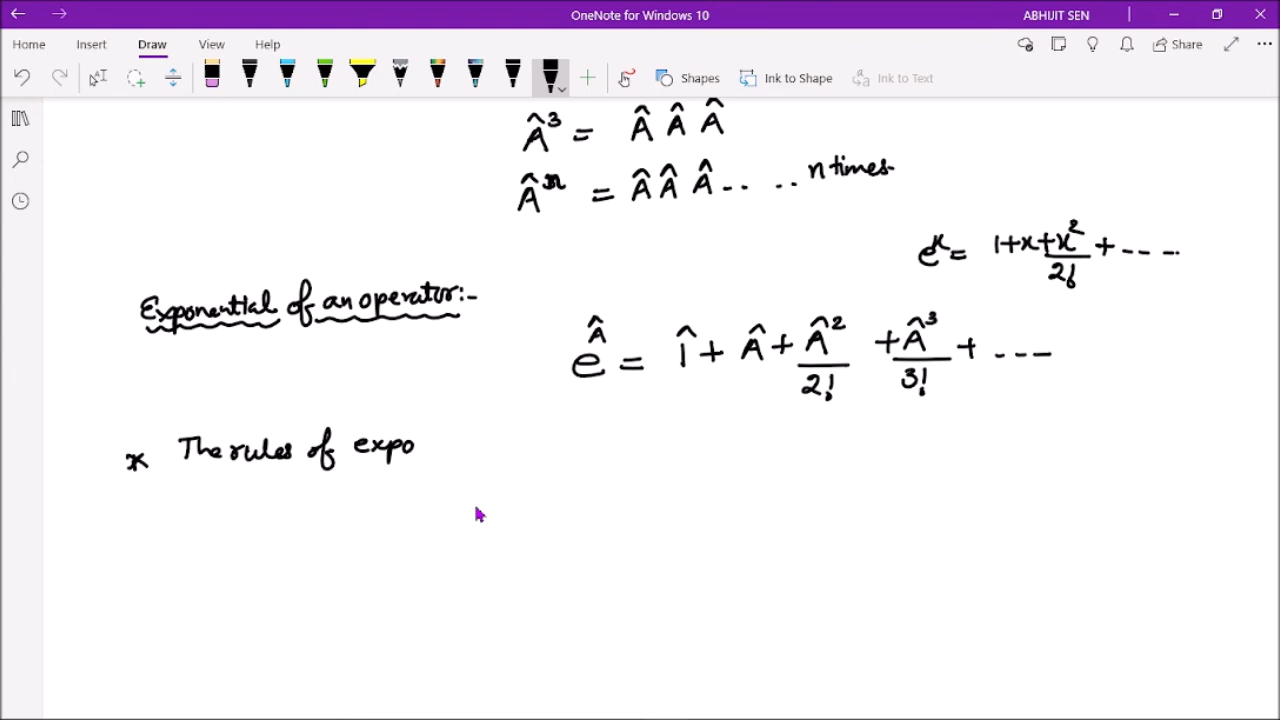 OneNote for Windows 10
ABHIJIT SEN
Home Insert Draw View Help
Share
Shapes Ink to Shape Ink to Text
Â³ = Â Â Â
Âⁿ = Â Â Â -- .. n times
eˣ = 1+x+x²/2! + -----
Exponential of an operator:-
e^Â = 1̂ + Â + Â²/2! + Â³/3! + ---
* The rules of expo